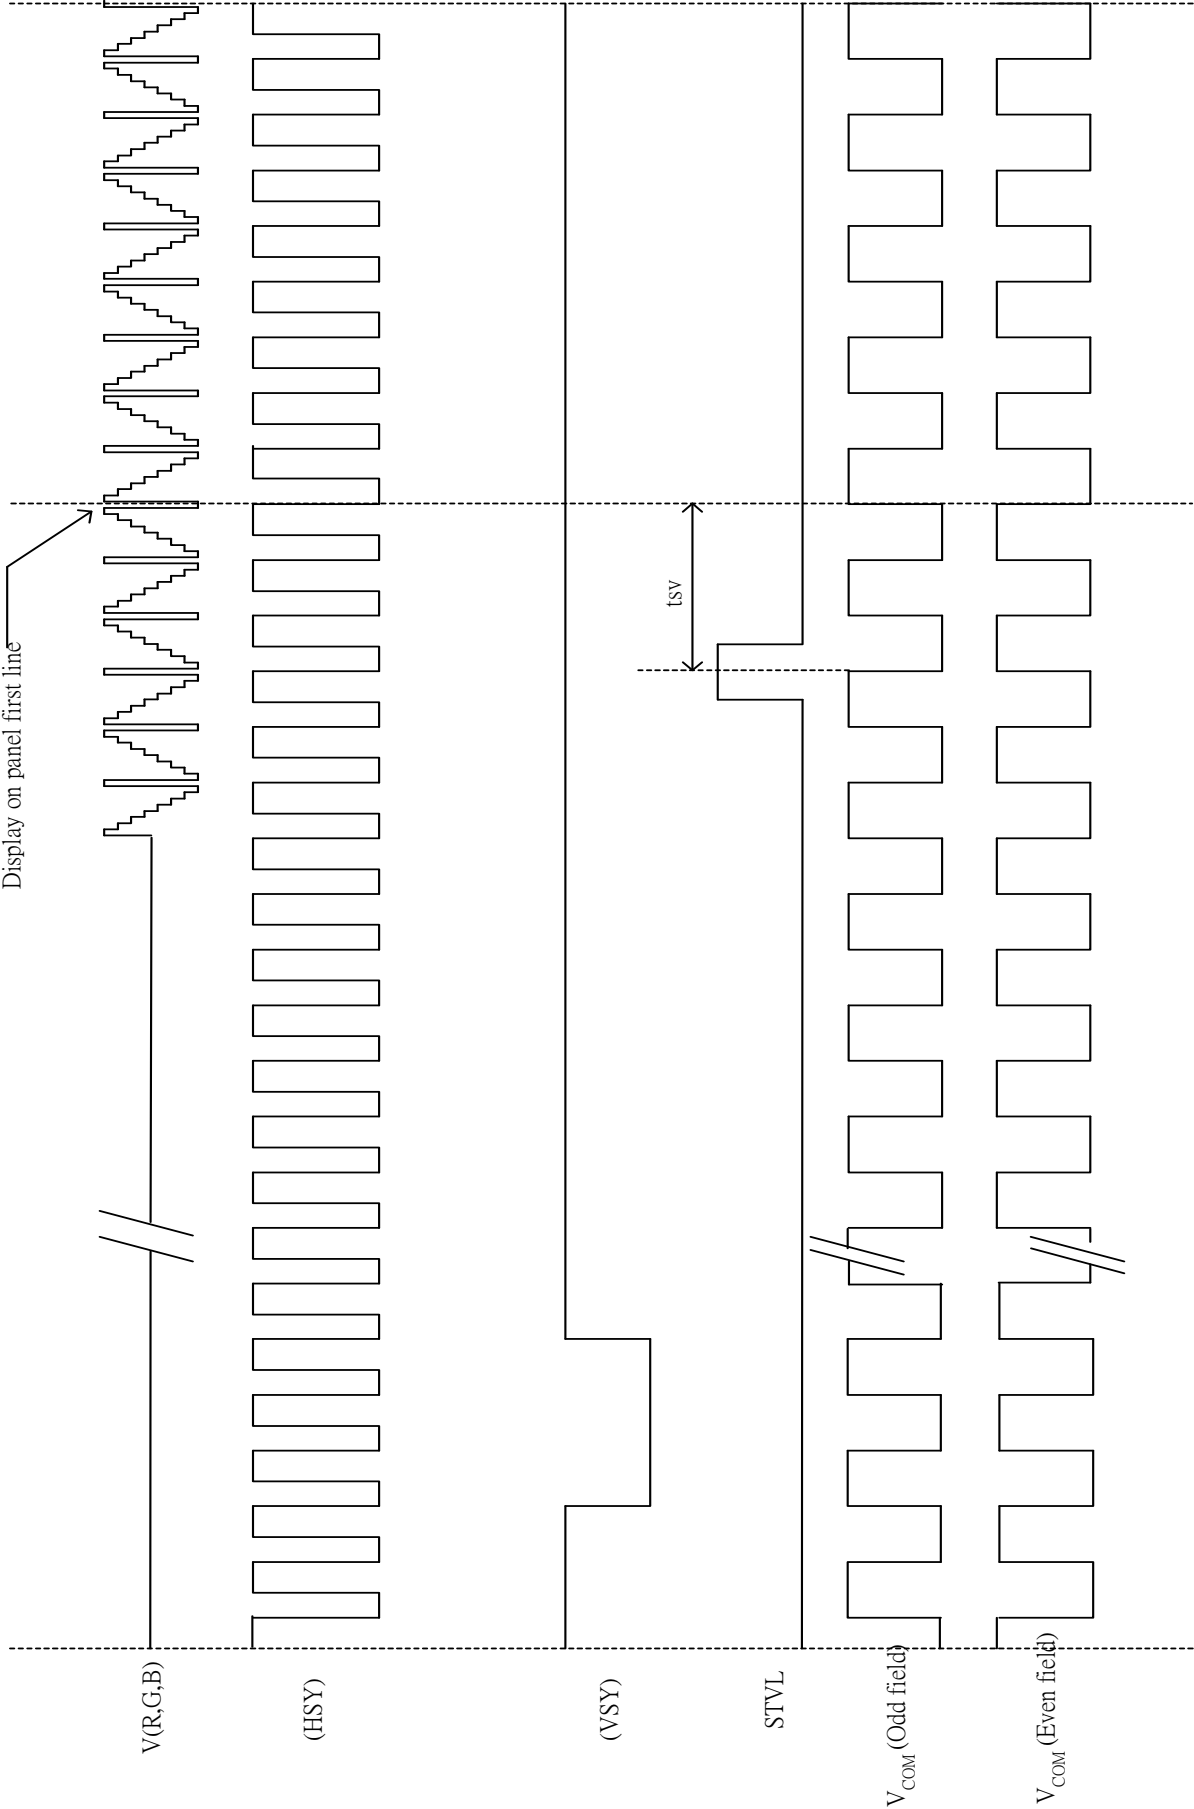 Display on panel first line
V(R,G,B)
(HSY)
(VSY)
tsv
STVL
VCOM (Odd field)
VCOM (Even field)